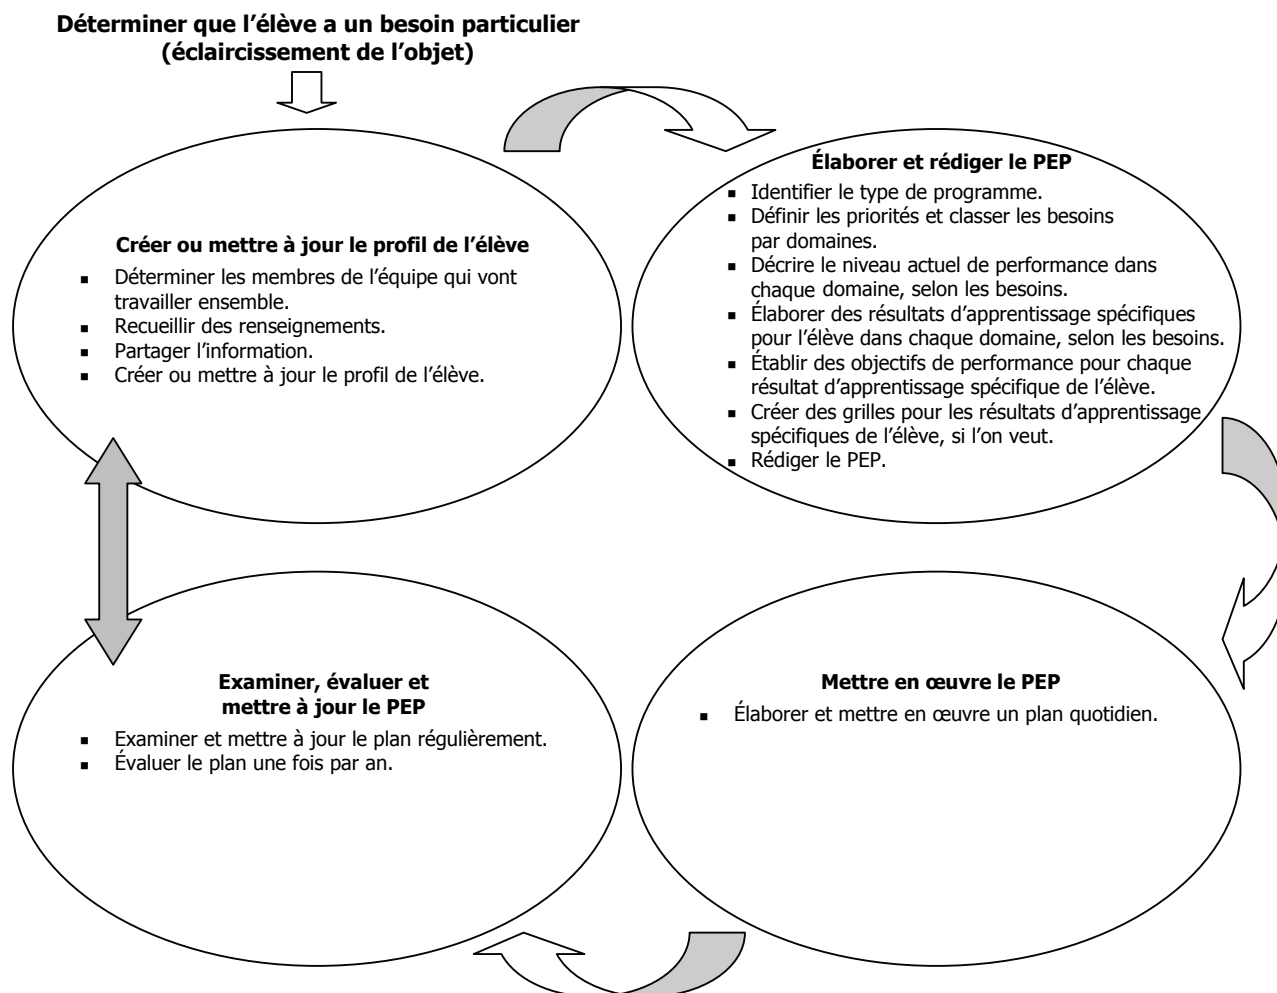 Déterminer que l’élève a un besoin particulier
(éclaircissement de l’objet)
Créer ou mettre à jour le profil de l’élève
▪ Déterminer les membres de l’équipe qui vont
travailler ensemble.
▪ Recueillir des renseignements.
▪ Partager l’information.
▪ Créer ou mettre à jour le profil de l’élève.
Élaborer et rédiger le PEP
▪ Identifier le type de programme.
▪ Définir les priorités et classer les besoins
par domaines.
▪ Décrire le niveau actuel de performance dans
chaque domaine, selon les besoins.
▪ Élaborer des résultats d’apprentissage spécifiques
pour l’élève dans chaque domaine, selon les besoins.
▪ Établir des objectifs de performance pour chaque
résultat d’apprentissage spécifique de l’élève.
▪ Créer des grilles pour les résultats d’apprentissage
spécifiques de l’élève, si l’on veut.
▪ Rédiger le PEP.
Examiner, évaluer et
mettre à jour le PEP
▪ Examiner et mettre à jour le plan régulièrement.
▪ Évaluer le plan une fois par an.
Mettre en œuvre le PEP
▪ Élaborer et mettre en œuvre un plan quotidien.